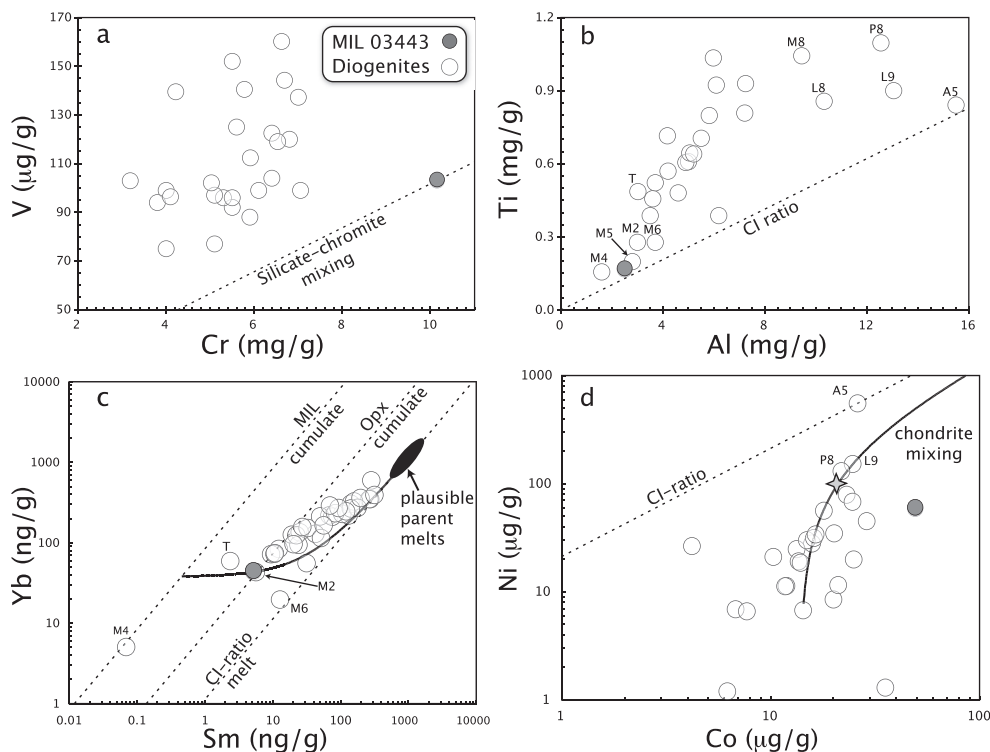 a
MIL 03443
Diogenites
Silicate-chromite
mixing
V (μg/g)
170
150
130
110
90
70
50
2
4
6
8
10
Cr (mg/g)
b
M8
P8
L8
L9
A5
T
M5
M2
M6
M4
CI ratio
Ti (mg/g)
1.2
0.9
0.6
0.3
0.0
0
4
8
12
16
Al (mg/g)
c
MIL
cumulate
Opx
cumulate
plausible
parent
melts
T
M2
M6
M4
CI-ratio
melt
Yb (ng/g)
10000
1000
100
10
1
0.01
0.1
1
10
100
1000
10000
Sm (ng/g)
d
A5
chondrite
mixing
P8
L9
CI-ratio
Ni (μg/g)
1000
100
10
1
1
10
100
Co (μg/g)